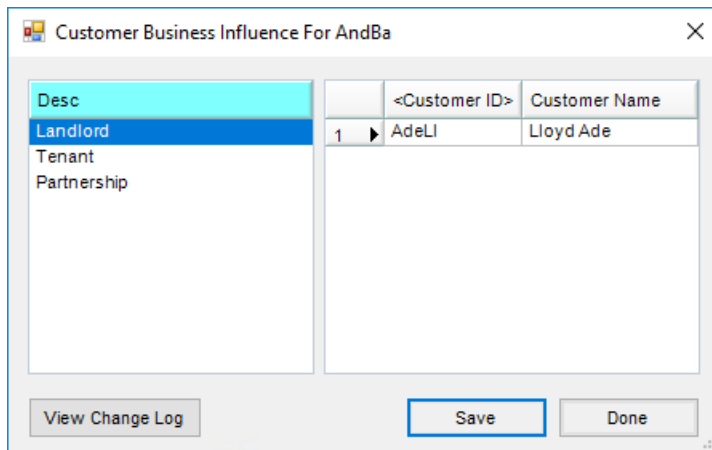 Customer Business Influence For AndBa
Desc
Landlord
Tenant
Partnership
<Customer ID> Customer Name
1 AdeLl Lloyd Ade
View Change Log
Save
Done